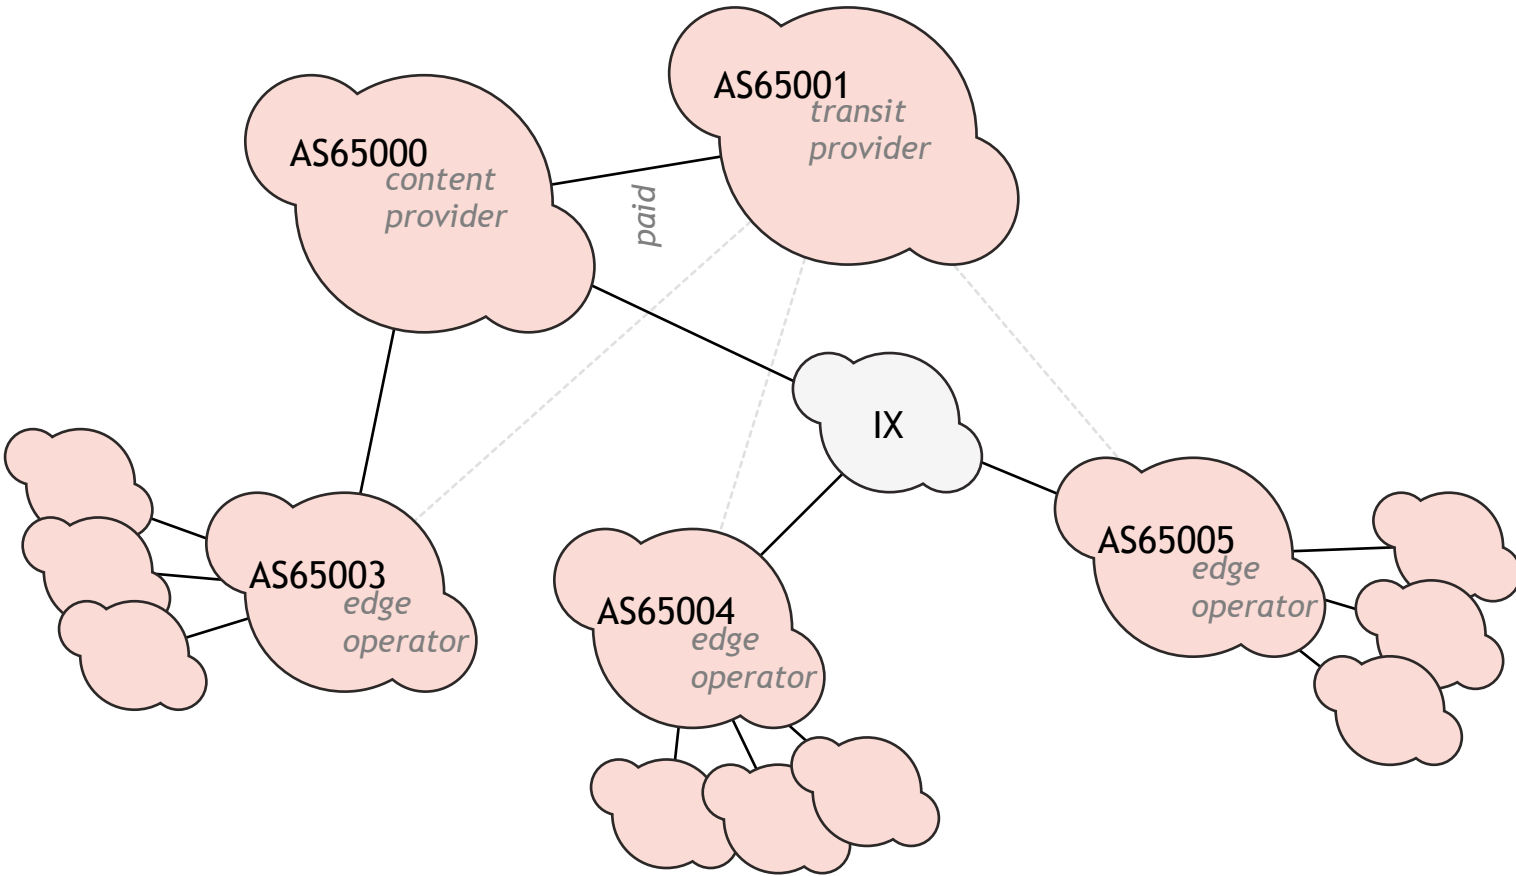 AS65001
transit
provider
AS65000
content
provider
paid
IX
AS65005
edge
operator
AS65003
edge
operator
AS65004
edge
operator